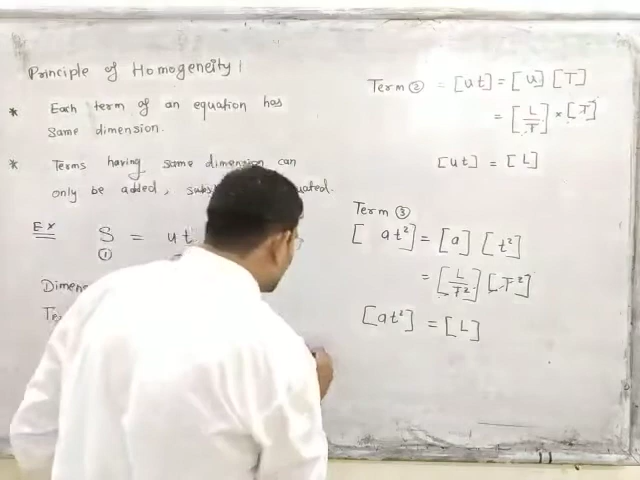 Principle of Homogeneity
* Each term of an equation has
same dimension.
* Terms having same dimension can
only be added,
Ex S = ut
①
Term ② = [ut] = [u] [T]
= [L/T] × [T]
[ut] = [L]
Term ③
[at²] = [a] [t²]
= [L/T²] [T²]
[at²] = [L]